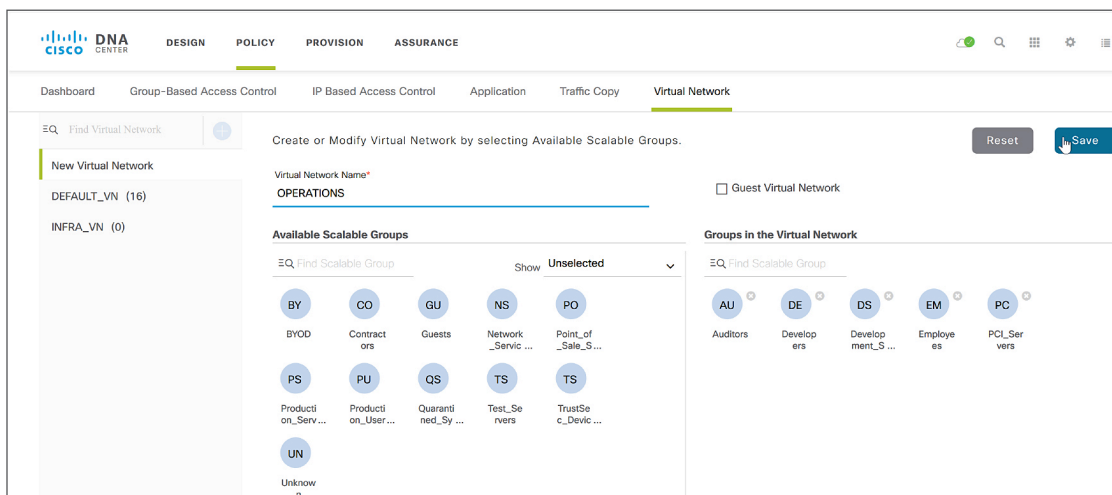 CISCO DNA CENTER DESIGN POLICY PROVISION ASSURANCE
Dashboard Group-Based Access Control IP Based Access Control Application Traffic Copy Virtual Network
Find Virtual Network
Create or Modify Virtual Network by selecting Available Scalable Groups.
Reset Save
New Virtual Network
DEFAULT_VN (16)
INFRA_VN (0)
Virtual Network Name*
OPERATIONS
Guest Virtual Network
Available Scalable Groups
Find Scalable Group Show Unselected
BY CO GU NS PO
BYOD Contract Guests Network Point_of
ors _Servic ... _Sale_S ...
PS PU QS TS TS
Producti Producti Quaranti Test_Se TrustSe
on_Serv ... on_User ... ned_Sy ... rvers c_Devic ...
UN
Unknow
n
Groups in the Virtual Network
Find Scalable Group
AU DE DS EM PC
Auditors Develop Develop Employe PCI_Ser
ers ment_S ... es vers